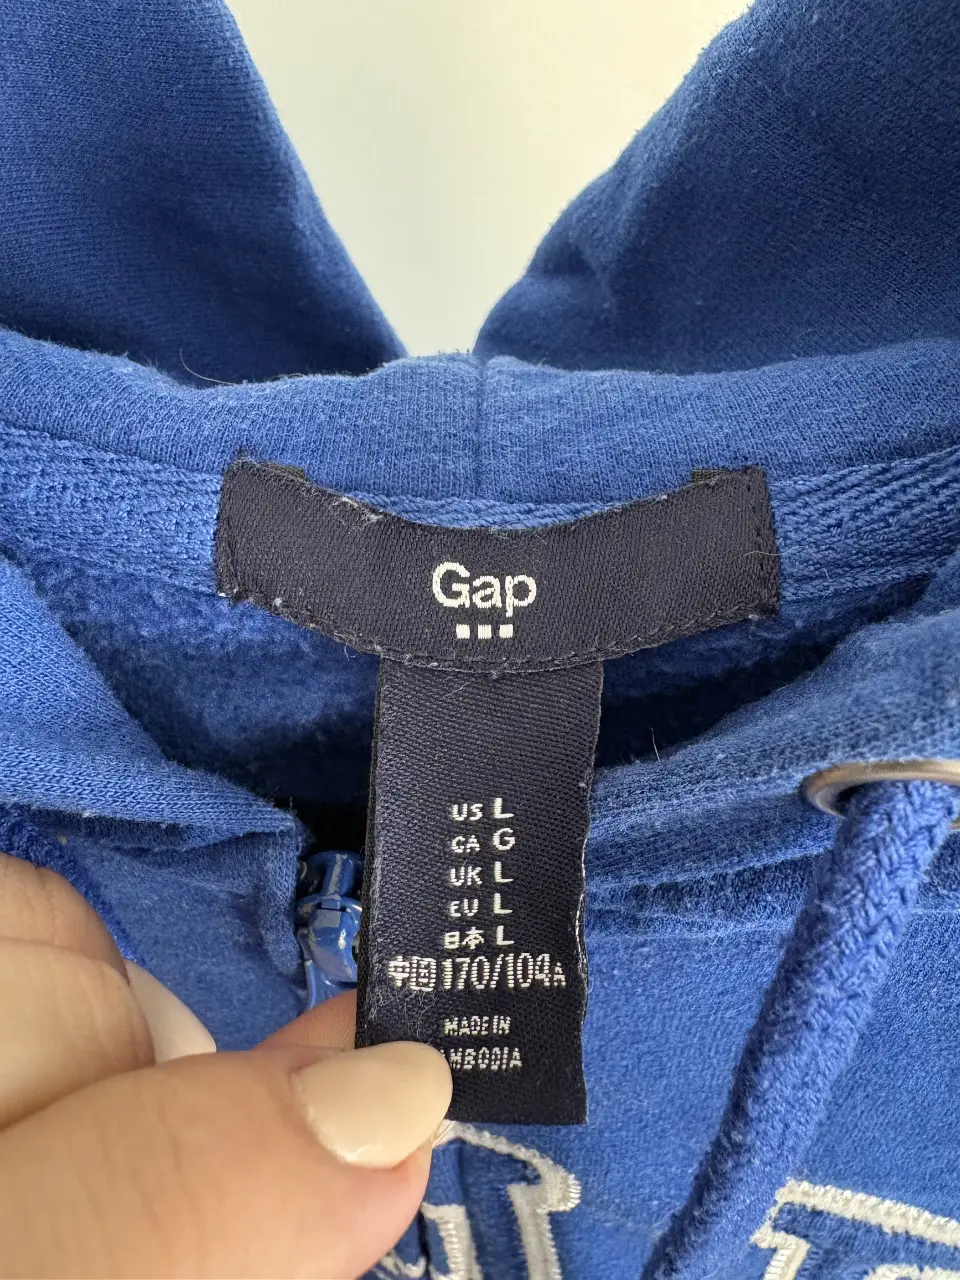 Gap
US L
CA G
UK L
EU L
日本 L
中国 170/104A
MADE IN